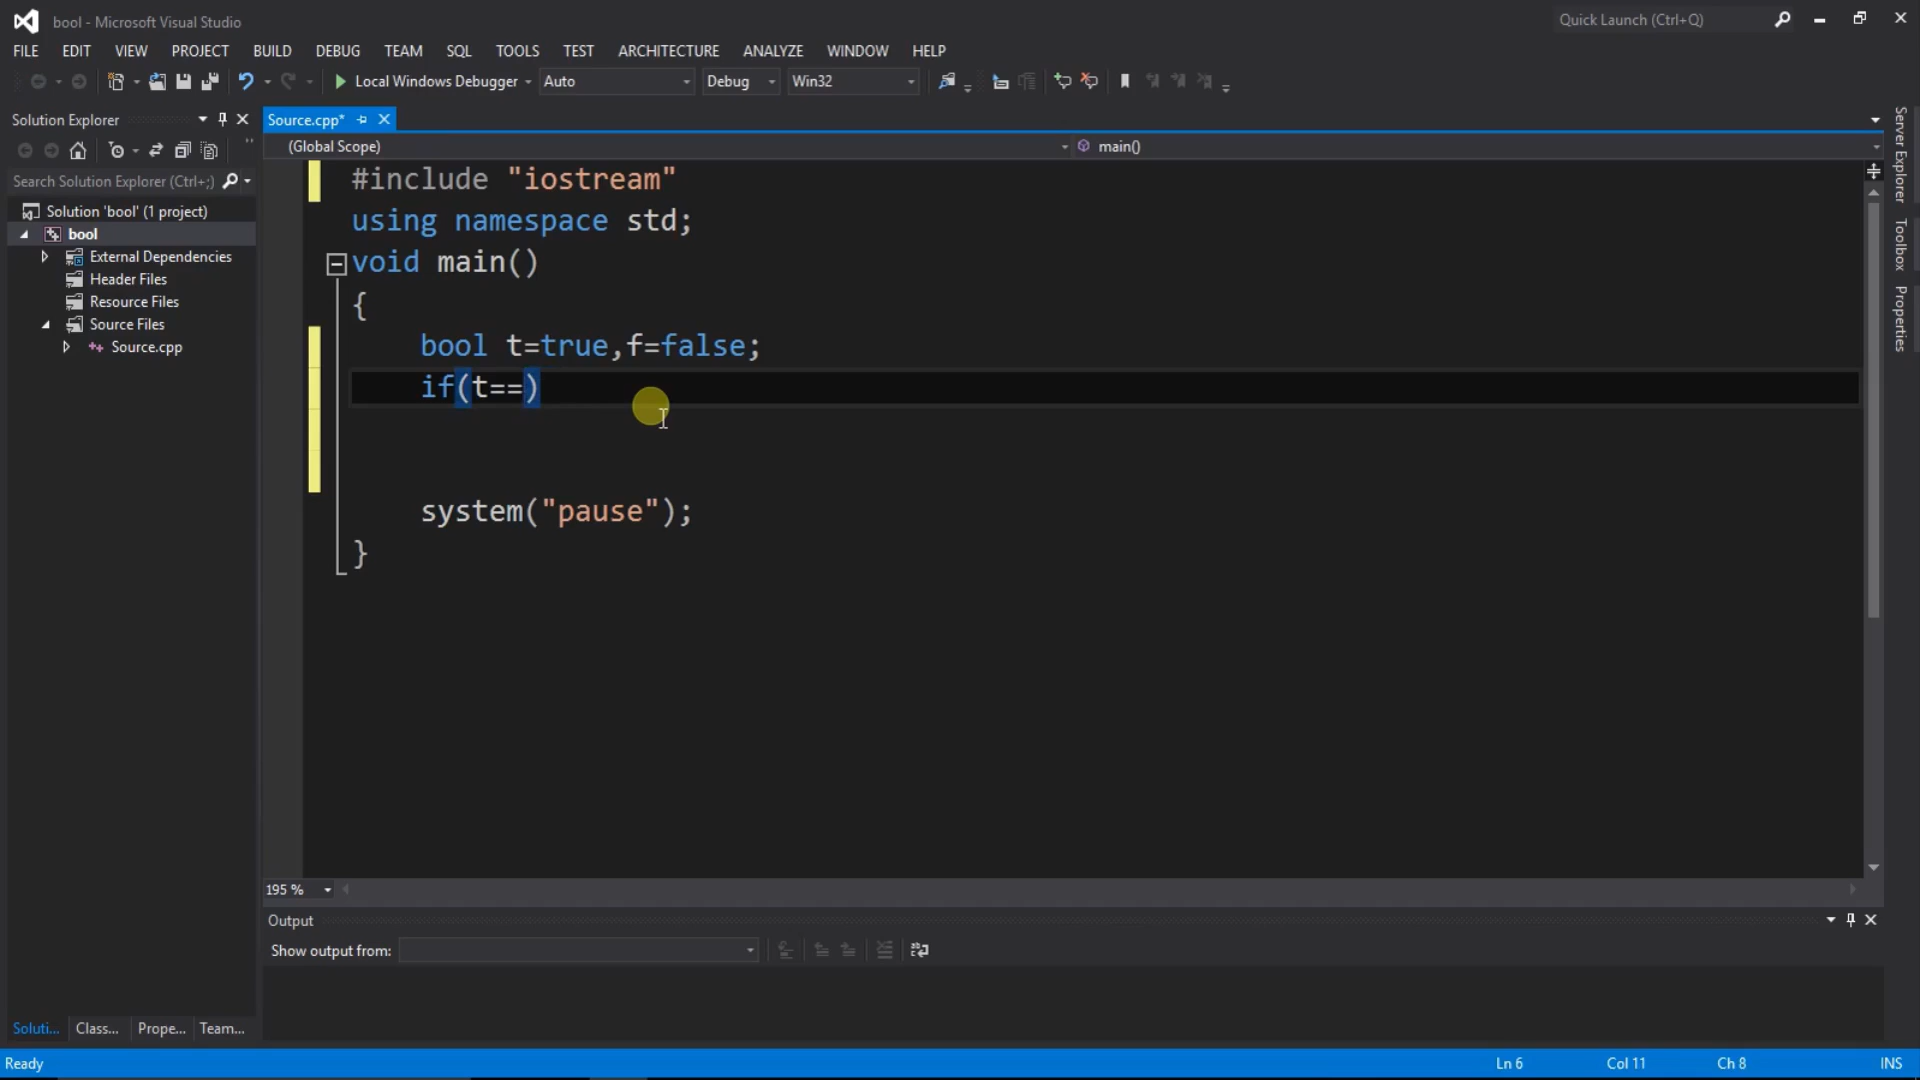 bool - Microsoft Visual Studio
Quick Launch (Ctrl+Q)
FILE EDIT VIEW PROJECT BUILD DEBUG TEAM SQL TOOLS TEST ARCHITECTURE ANALYZE WINDOW HELP
Local Windows Debugger Auto Debug Win32
Solution Explorer
Search Solution Explorer (Ctrl+;)
Solution 'bool' (1 project)
bool
External Dependencies
Header Files
Resource Files
Source Files
Source.cpp
Source.cpp*
(Global Scope) main()
#include "iostream"
using namespace std;
void main()
{
bool t=true,f=false;
if(t==)
system("pause");
}
195 %
Output
Show output from:
Server Explorer
Toolbox
Properties
Soluti... Class... Prope... Team...
Ready Ln 6 Col 11 Ch 8 INS